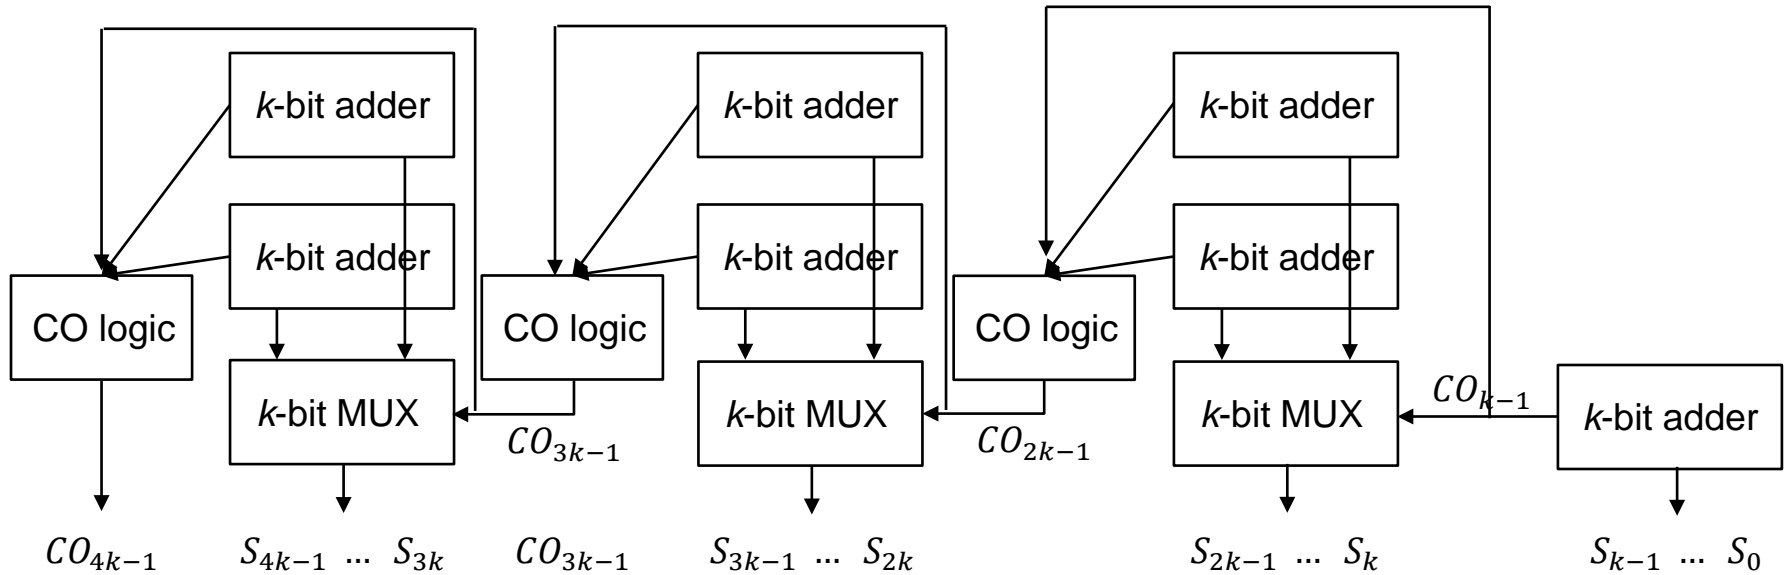 k-bit adder k-bit adder k-bit adder
k-bit adder k-bit adder k-bit adder
CO logic CO logic CO logic
k-bit MUX k-bit MUX k-bit MUX k-bit adder
CO_{3k−1} CO_{2k−1} CO_{k−1}
CO_{4k−1} S_{4k−1} ... S_{3k} CO_{3k−1} S_{3k−1} ... S_{2k} S_{2k−1} ... S_k S_{k−1} ... S_0